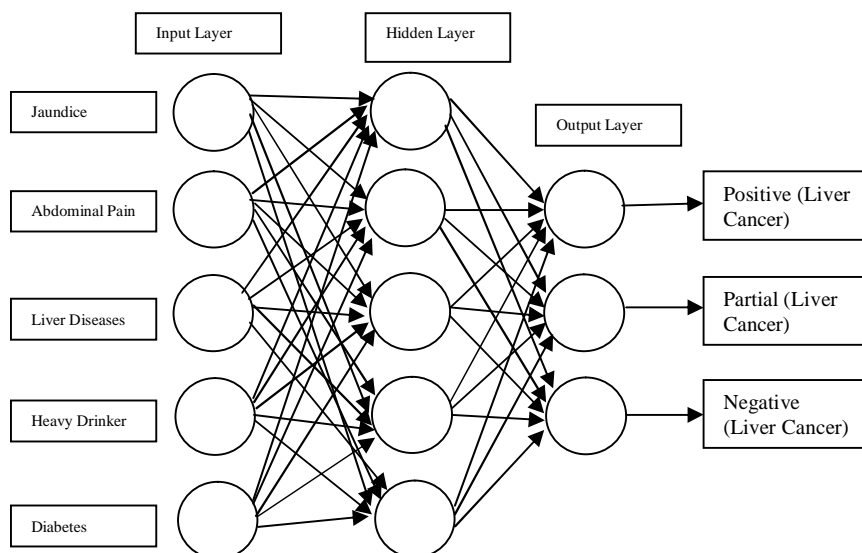 Input Layer
Hidden Layer
Output Layer
Jaundice
Abdominal Pain
Liver Diseases
Heavy Drinker
Diabetes
Positive (Liver
Cancer)
Partial (Liver
Cancer)
Negative
(Liver Cancer)